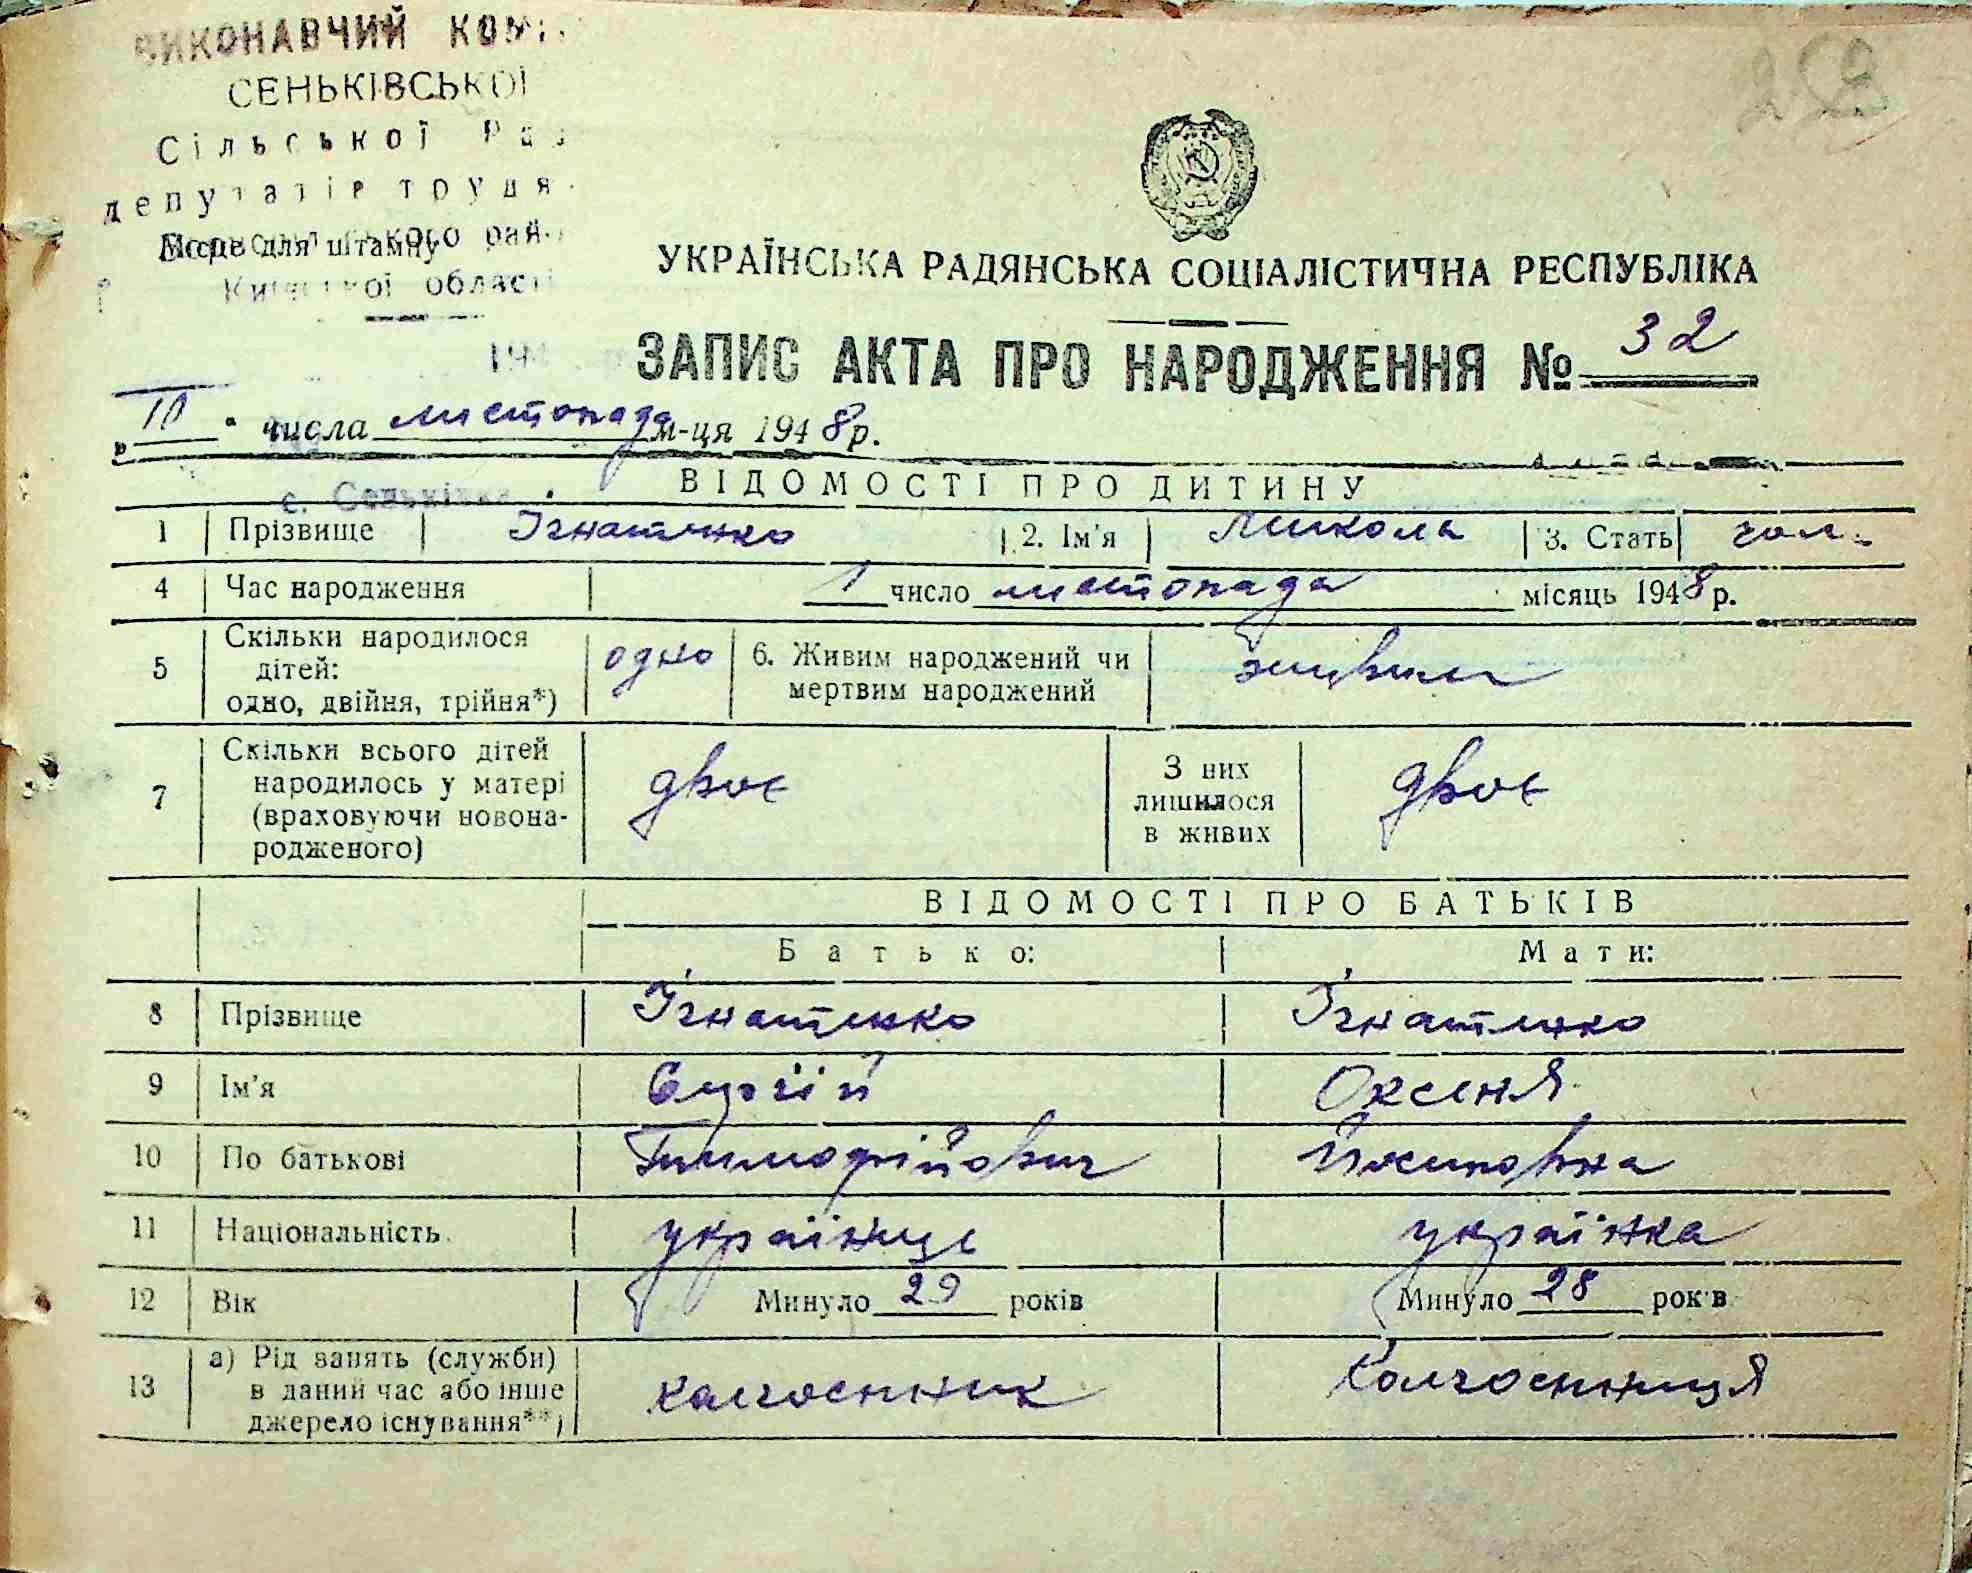 ВИКОНАВЧИЙ КОМ
СЕНЬКІВСЬКОЇ
Сільської Рад
депутатів трудя
Місце для штампу
рай
Київської області
УКРАЇНСЬКА РАДЯНСЬКА СОЦІАЛІСТИЧНА РЕСПУБЛІКА
ЗАПИС АКТА ПРО НАРОДЖЕННЯ № 32
„ 10 " числа листопада м-ця 1948 р.
с. Сеньківка
ВІДОМОСТІ ПРО ДИТИНУ
1 Прізвище Ігнатенко 2. Ім'я Микола 3. Стать чол.
4 Час народження 1 число листопада місяць 1948 р.
5 Скільки народилося дітей: одно, двійня, трійня*) одно 6. Живим народжений чи мертвим народжений живим
7 Скільки всього дітей народилось у матері (враховуючи новонародженого) двоє З них лишилося в живих двоє
ВІДОМОСТІ ПРО БАТЬКІВ
Батько: Мати:
8 Прізвище Ігнатенко Ігнатенко
9 Ім'я Сергій Оксеня
10 По батькові Тимофійович Йосиповна
11 Національність українець українка
12 Вік Минуло 29 років Минуло 28 років
13 а) Рід занять (служби) в даний час або інше джерело існування**) колгоспник колгоспниця